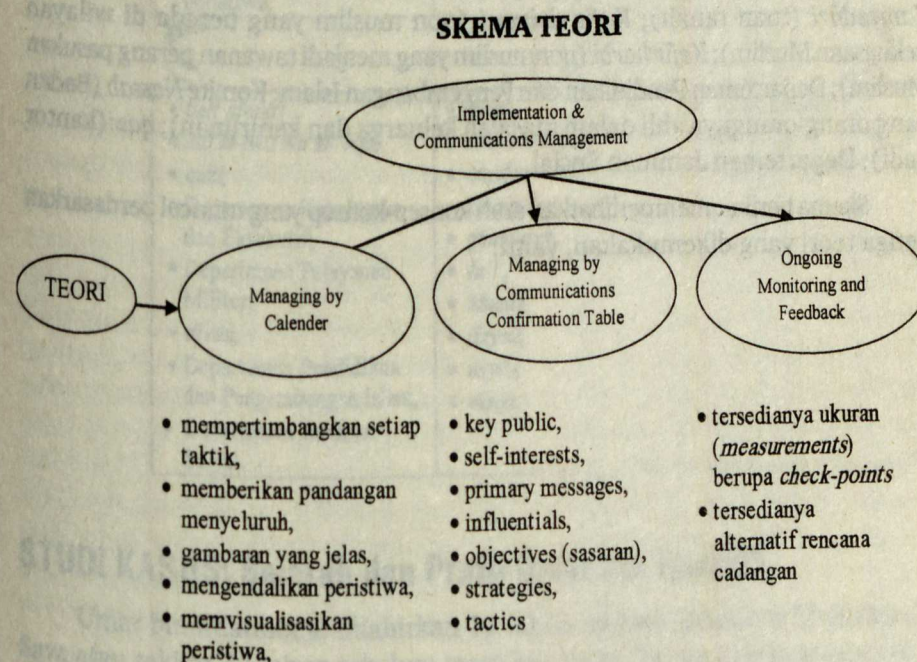 SKEMA TEORI
Implementation &
Communications Management
TEORI
Managing by
Calender
Managing by
Communications
Confirmation Table
Ongoing
Monitoring and
Feedback
• mempertimbangkan setiap
taktik,
• memberikan pandangan
menyeluruh,
• gambaran yang jelas,
• mengendalikan peristiwa,
• memvisualisasikan
peristiwa,
• key public,
• self-interests,
• primary messages,
• influentials,
• objectives (sasaran),
• strategies,
• tactics
• tersedianya ukuran
(measurements)
berupa check-points
• tersedianya
alternatif rencana
cadangan